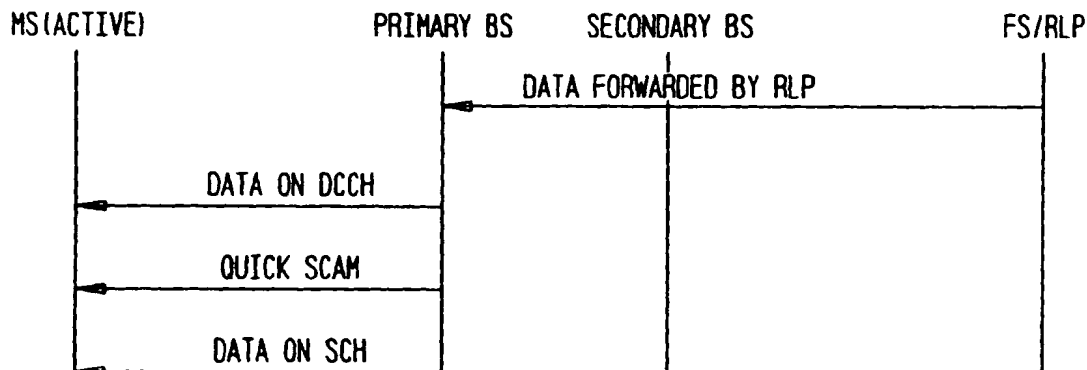 MS(ACTIVE) PRIMARY BS SECONDARY BS FS/RLP
DATA FORWARDED BY RLP
DATA ON DCCH
QUICK SCAM
DATA ON SCH